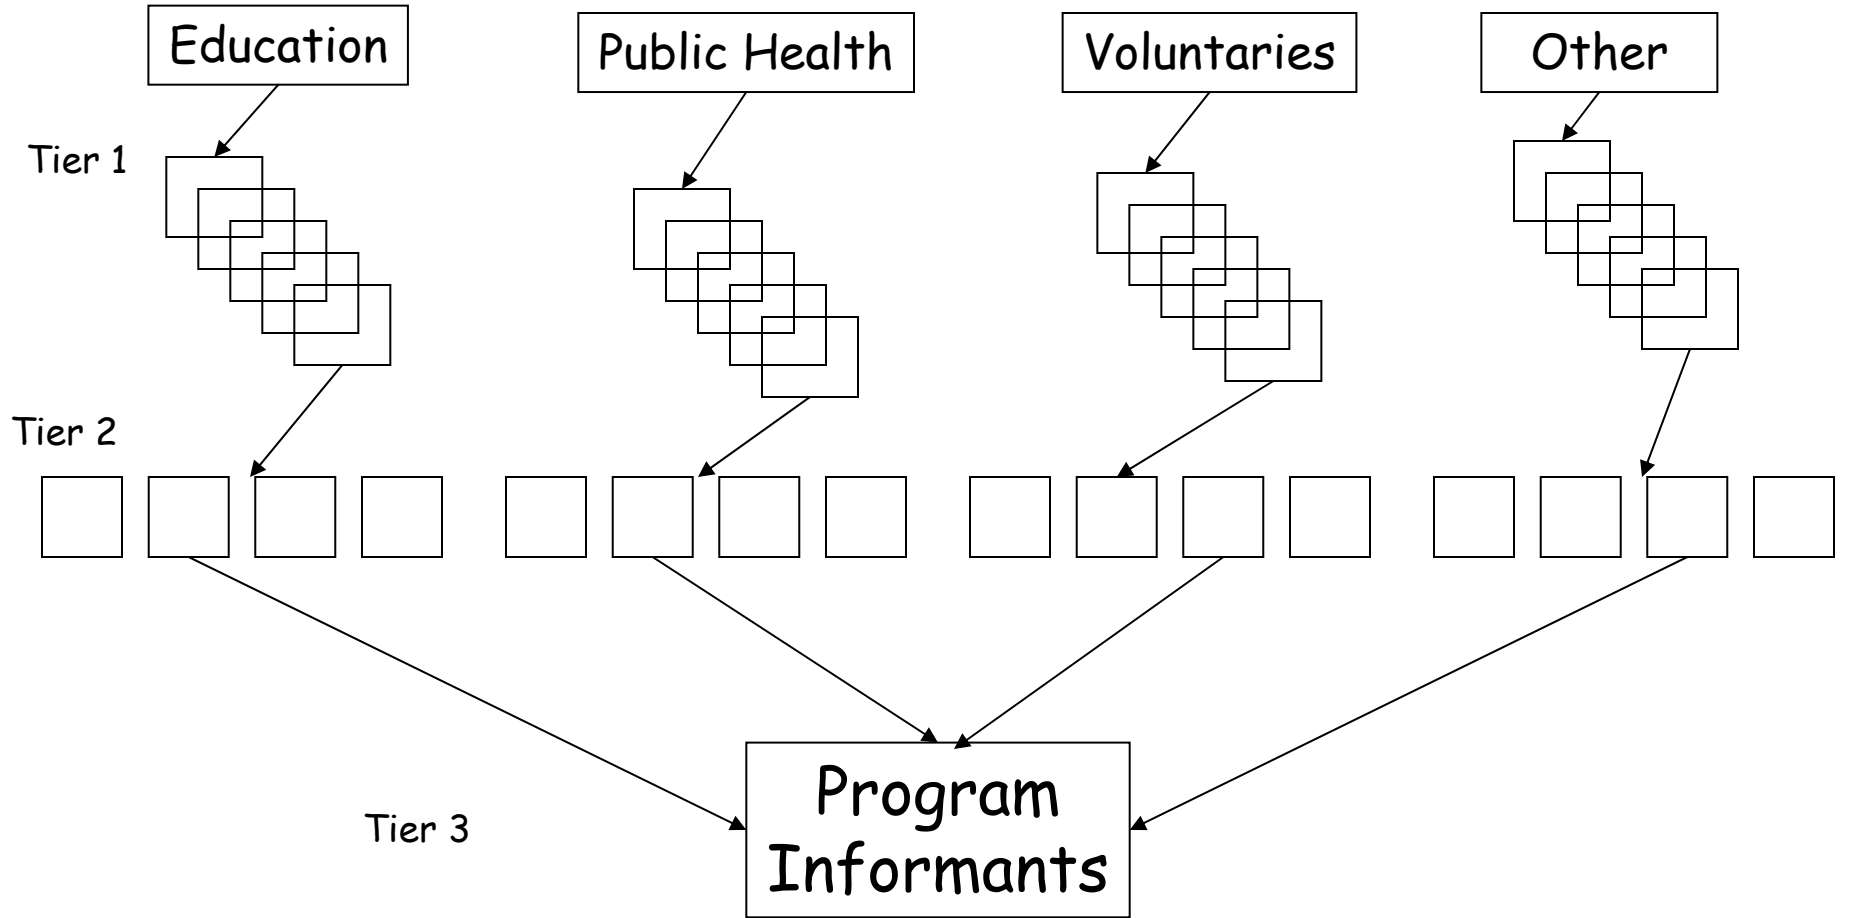 Education
Public Health
Voluntaries
Other
Tier 1
Tier 2
Tier 3
Program
Informants